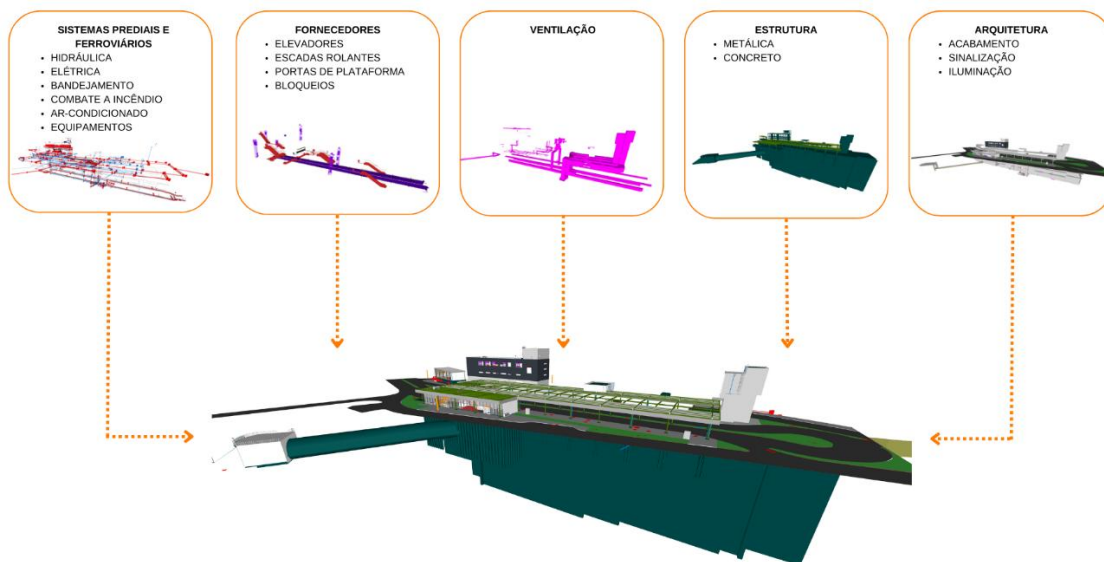 SISTEMAS PREDIAIS E
FERROVIÁRIOS
• HIDRÁULICA
• ELÉTRICA
• BANDEJAMENTO
• COMBATE A INCÊNDIO
• AR-CONDICIONADO
• EQUIPAMENTOS
FORNECEDORES
• ELEVADORES
• ESCADAS ROLANTES
• PORTAS DE PLATAFORMA
• BLOQUEIOS
VENTILAÇÃO
ESTRUTURA
• METÁLICA
• CONCRETO
ARQUITETURA
• ACABAMENTO
• SINALIZAÇÃO
• ILUMINAÇÃO